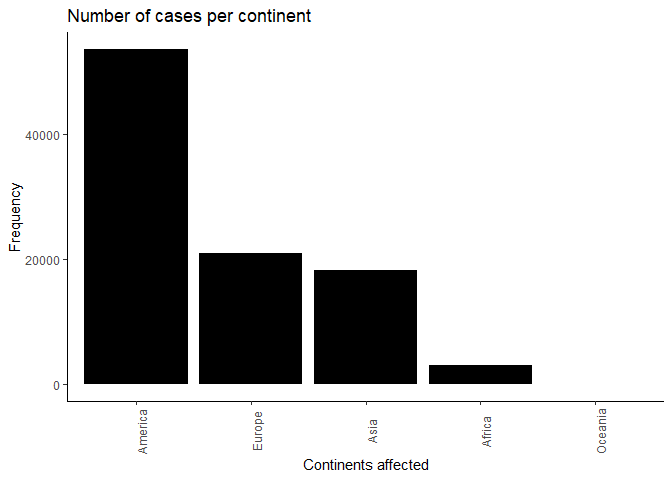 Number of cases per continent
Frequency
40000
20000
0
America
Europe
Asia
Africa
Oceania
Continents affected